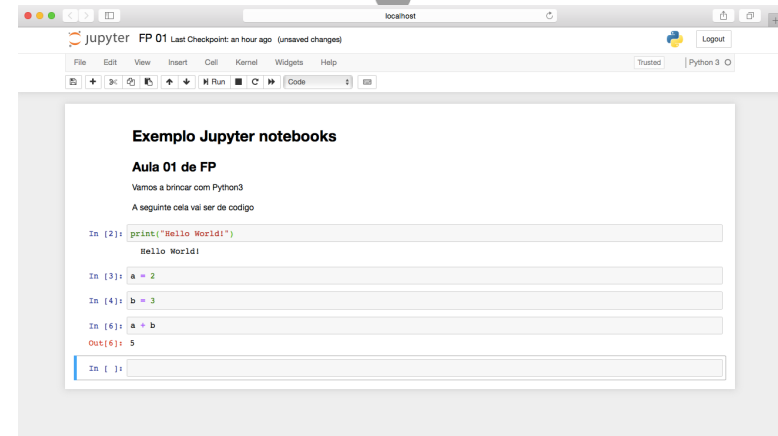 localhost
jupyter FP 01 Last Checkpoint: an hour ago (unsaved changes)
Logout
File Edit View Insert Cell Kernel Widgets Help
Trusted Python 3
Run Code
Exemplo Jupyter notebooks
Aula 01 de FP
Vamos a brincar com Python3
A seguinte cela vai ser de codigo
In [2]: print("Hello World!")
Hello World!
In [3]: a = 2
In [4]: b = 3
In [6]: a + b
Out[6]: 5
In [ ]: